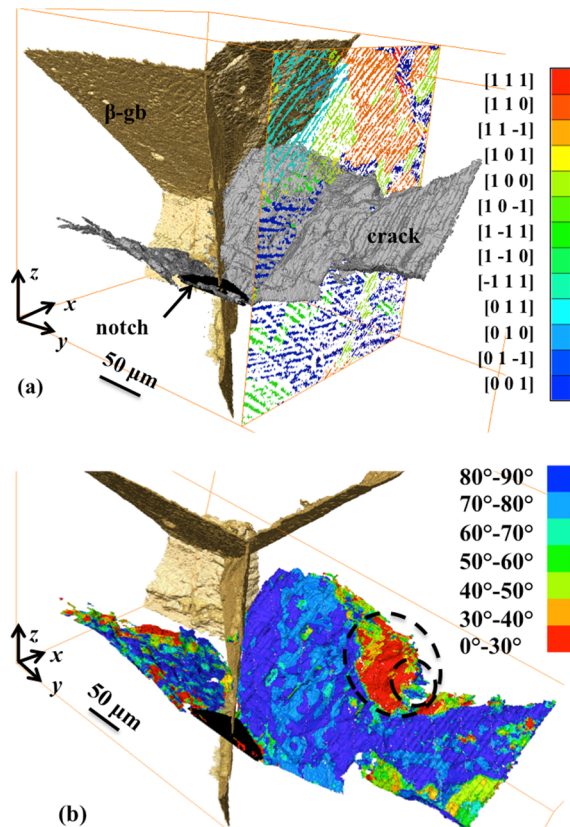 β-gb
crack
notch
z
x
y
50 μm
(a)
[1 1 1]
[1 1 0]
[1 1 -1]
[1 0 1]
[1 0 0]
[1 0 -1]
[1 -1 1]
[1 -1 0]
[-1 1 1]
[0 1 1]
[0 1 0]
[0 1 -1]
[0 0 1]
80°-90°
70°-80°
60°-70°
50°-60°
40°-50°
30°-40°
0°-30°
z
x
y
50 μm
(b)